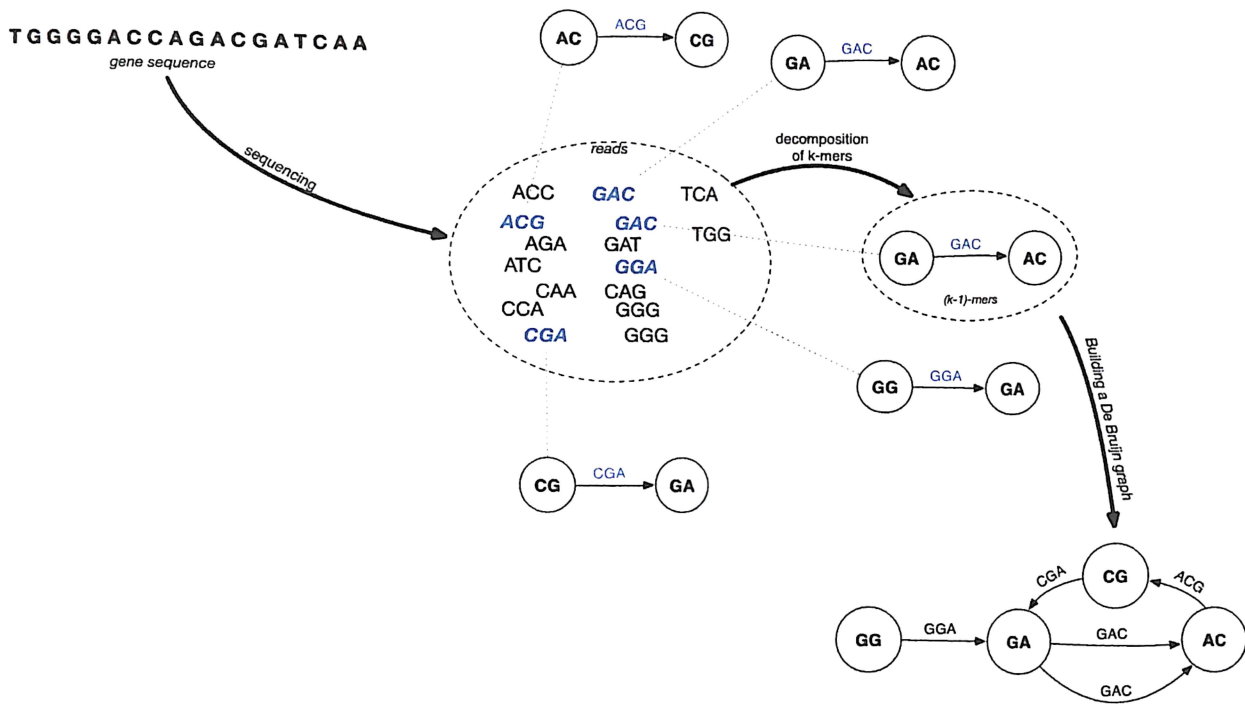 TGGGGACCAGACGATCAA
gene sequence
sequencing
AC
ACG
CG
GA
GAC
AC
reads
ACC
GAC
TCA
ACG
GAC
TGG
AGA
GAT
ATC
GGA
CAA
CAG
CCA
GGG
CGA
GGG
decomposition
of k-mers
GA
GAC
AC
(k-1)-mers
GG
GGA
GA
CG
CGA
GA
Building a De Bruijn graph
CG
CGA
ACG
GG
GGA
GA
GAC
AC
GAC